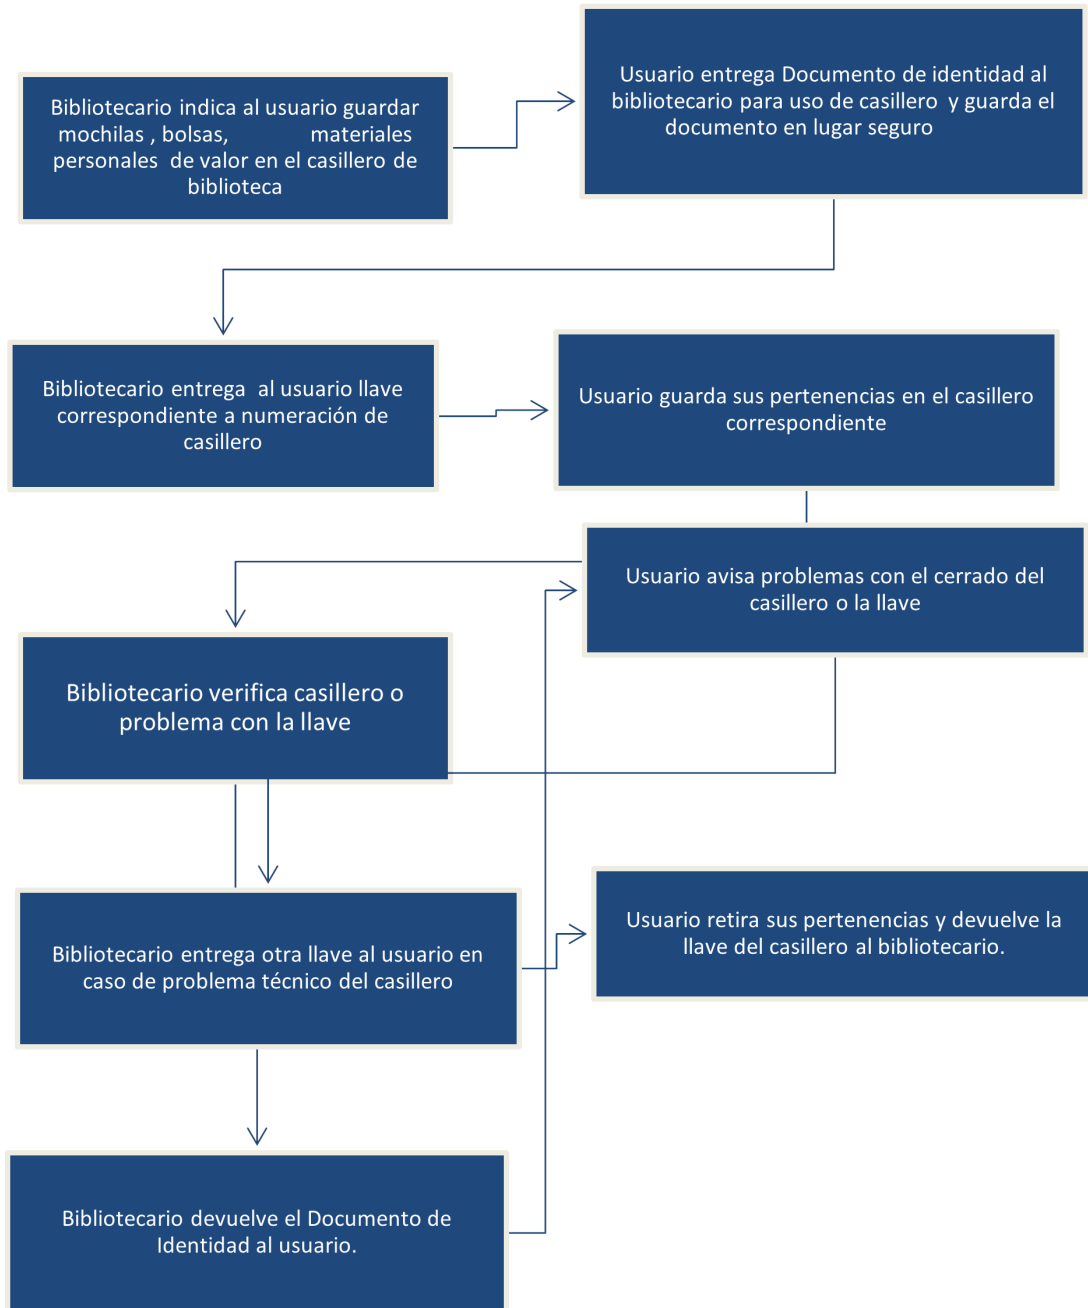 Bibliotecario indica al usuario guardar
mochilas , bolsas, materiales
personales de valor en el casillero de
biblioteca
Usuario entrega Documento de identidad al
bibliotecario para uso de casillero y guarda el
documento en lugar seguro
Bibliotecario entrega al usuario llave
correspondiente a numeración de
casillero
Usuario guarda sus pertenencias en el casillero
correspondiente
Usuario avisa problemas con el cerrado del
casillero o la llave
Bibliotecario verifica casillero o
problema con la llave
Bibliotecario entrega otra llave al usuario en
caso de problema técnico del casillero
Usuario retira sus pertenencias y devuelve la
llave del casillero al bibliotecario.
Bibliotecario devuelve el Documento de
Identidad al usuario.